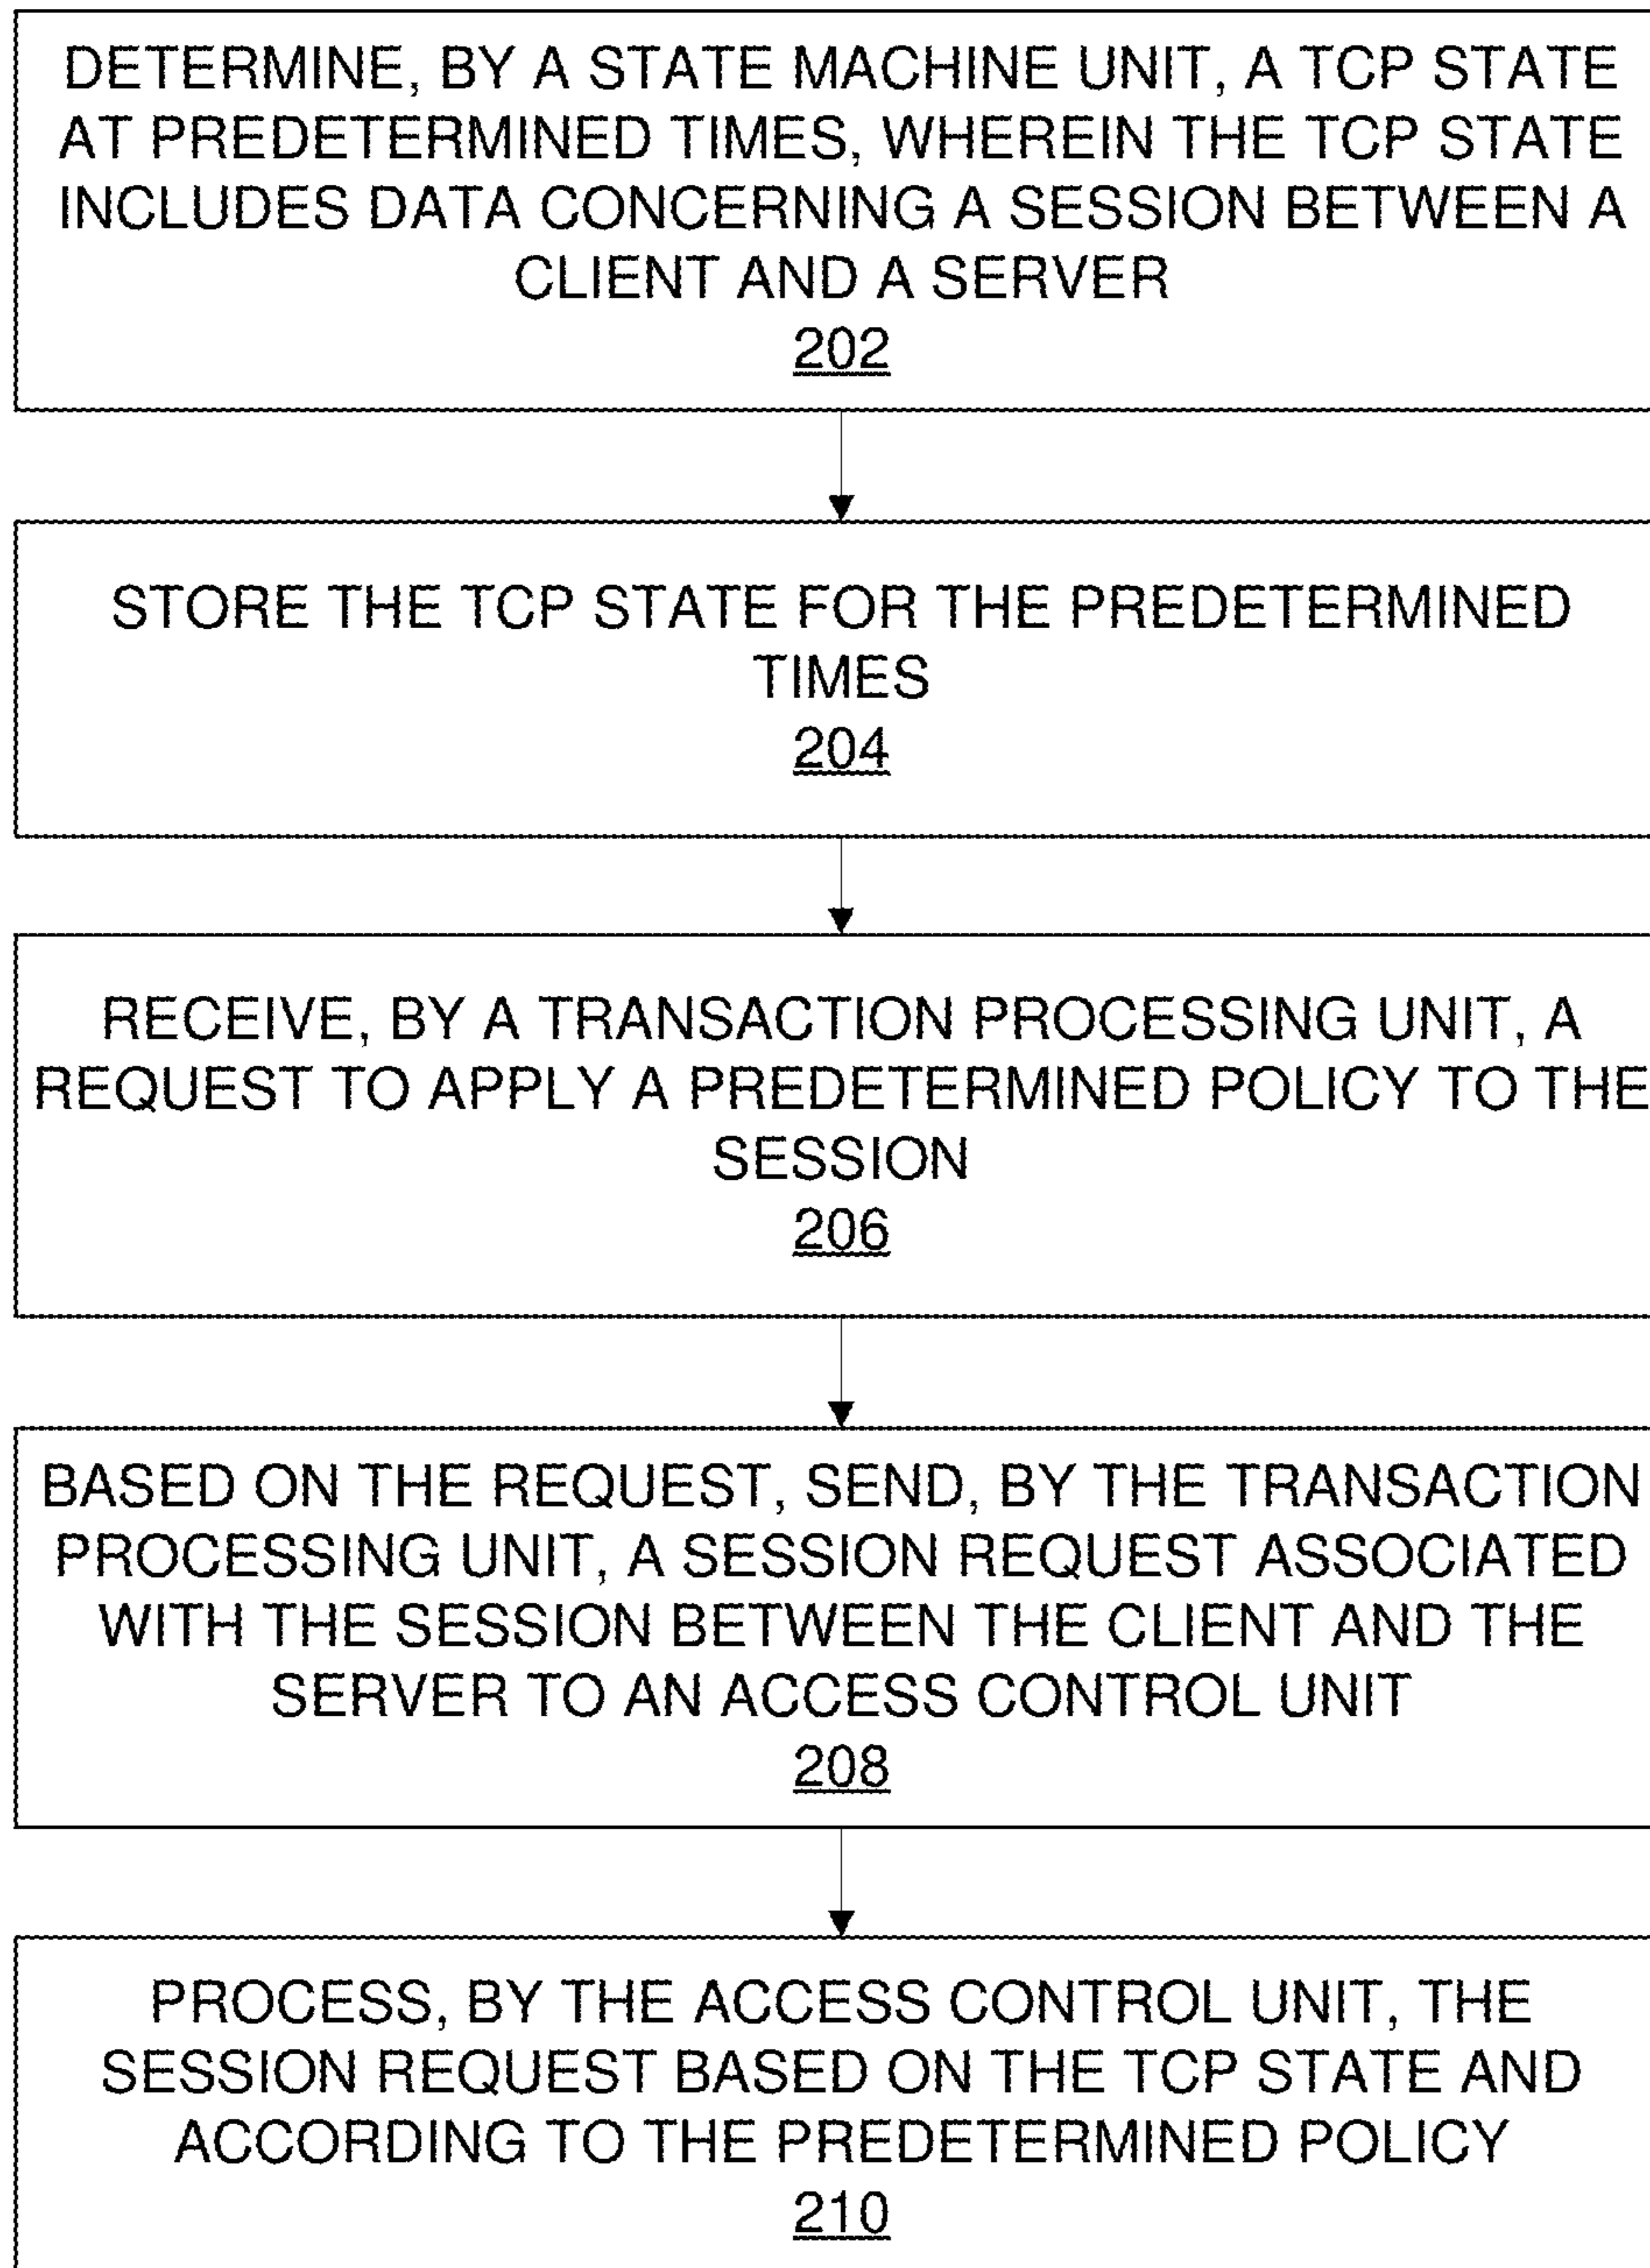 DETERMINE, BY A STATE MACHINE UNIT, A TCP STATE
AT PREDETERMINED TIMES, WHEREIN THE TCP STATE
INCLUDES DATA CONCERNING A SESSION BETWEEN A
CLIENT AND A SERVER
202
STORE THE TCP STATE FOR THE PREDETERMINED
TIMES
204
RECEIVE, BY A TRANSACTION PROCESSING UNIT, A
REQUEST TO APPLY A PREDETERMINED POLICY TO THE
SESSION
206
BASED ON THE REQUEST, SEND, BY THE TRANSACTION
PROCESSING UNIT, A SESSION REQUEST ASSOCIATED
WITH THE SESSION BETWEEN THE CLIENT AND THE
SERVER TO AN ACCESS CONTROL UNIT
208
PROCESS, BY THE ACCESS CONTROL UNIT, THE
SESSION REQUEST BASED ON THE TCP STATE AND
ACCORDING TO THE PREDETERMINED POLICY
210